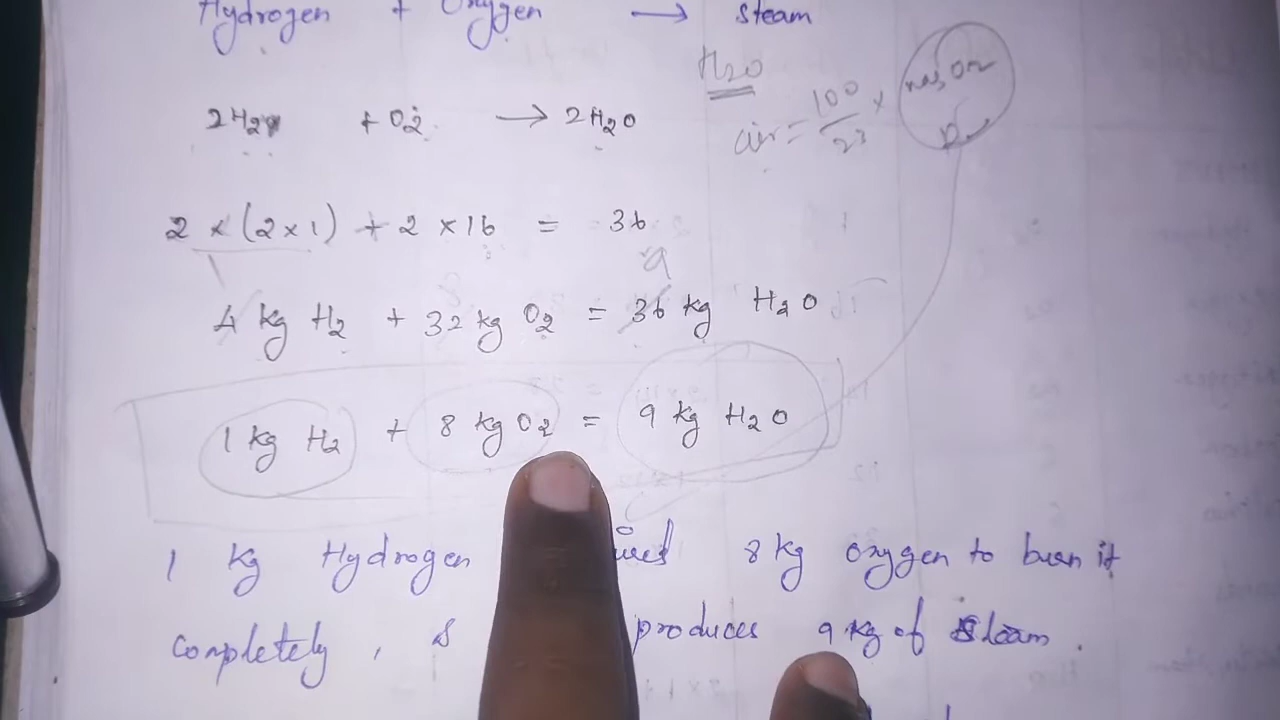 Hydrogen + Oxygen → steam
H₂O
2H₂ + O₂ → 2H₂O
air = 100/23 ×
2 × (2 × 1) + 2 × 16 = 36
9
4 kg H₂ + 32 kg O₂ = 36 kg H₂O
1 kg H₂ + 8 kg O₂ = 9 kg H₂O
1 kg Hydrogen 8 kg oxygen to burn it
completely, & produces 9 kg of steam.